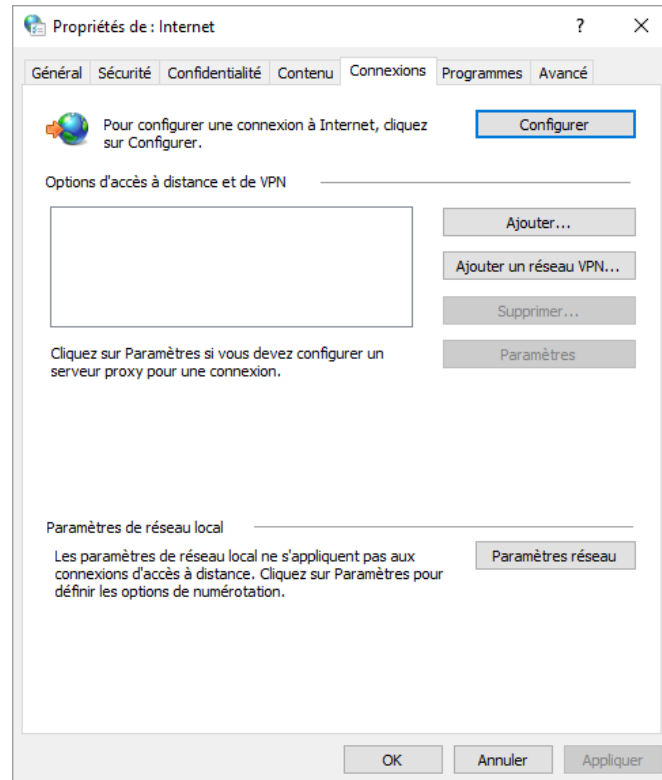 Propriétés de : Internet
?
Général Sécurité Confidentialité Contenu Connexions Programmes Avancé
Pour configurer une connexion à Internet, cliquez
sur Configurer.
Configurer
Options d'accès à distance et de VPN
Ajouter...
Ajouter un réseau VPN...
Supprimer...
Cliquez sur Paramètres si vous devez configurer un
serveur proxy pour une connexion.
Paramètres
Paramètres de réseau local
Les paramètres de réseau local ne s'appliquent pas aux
connexions d'accès à distance. Cliquez sur Paramètres pour
définir les options de numérotation.
Paramètres réseau
OK Annuler Appliquer